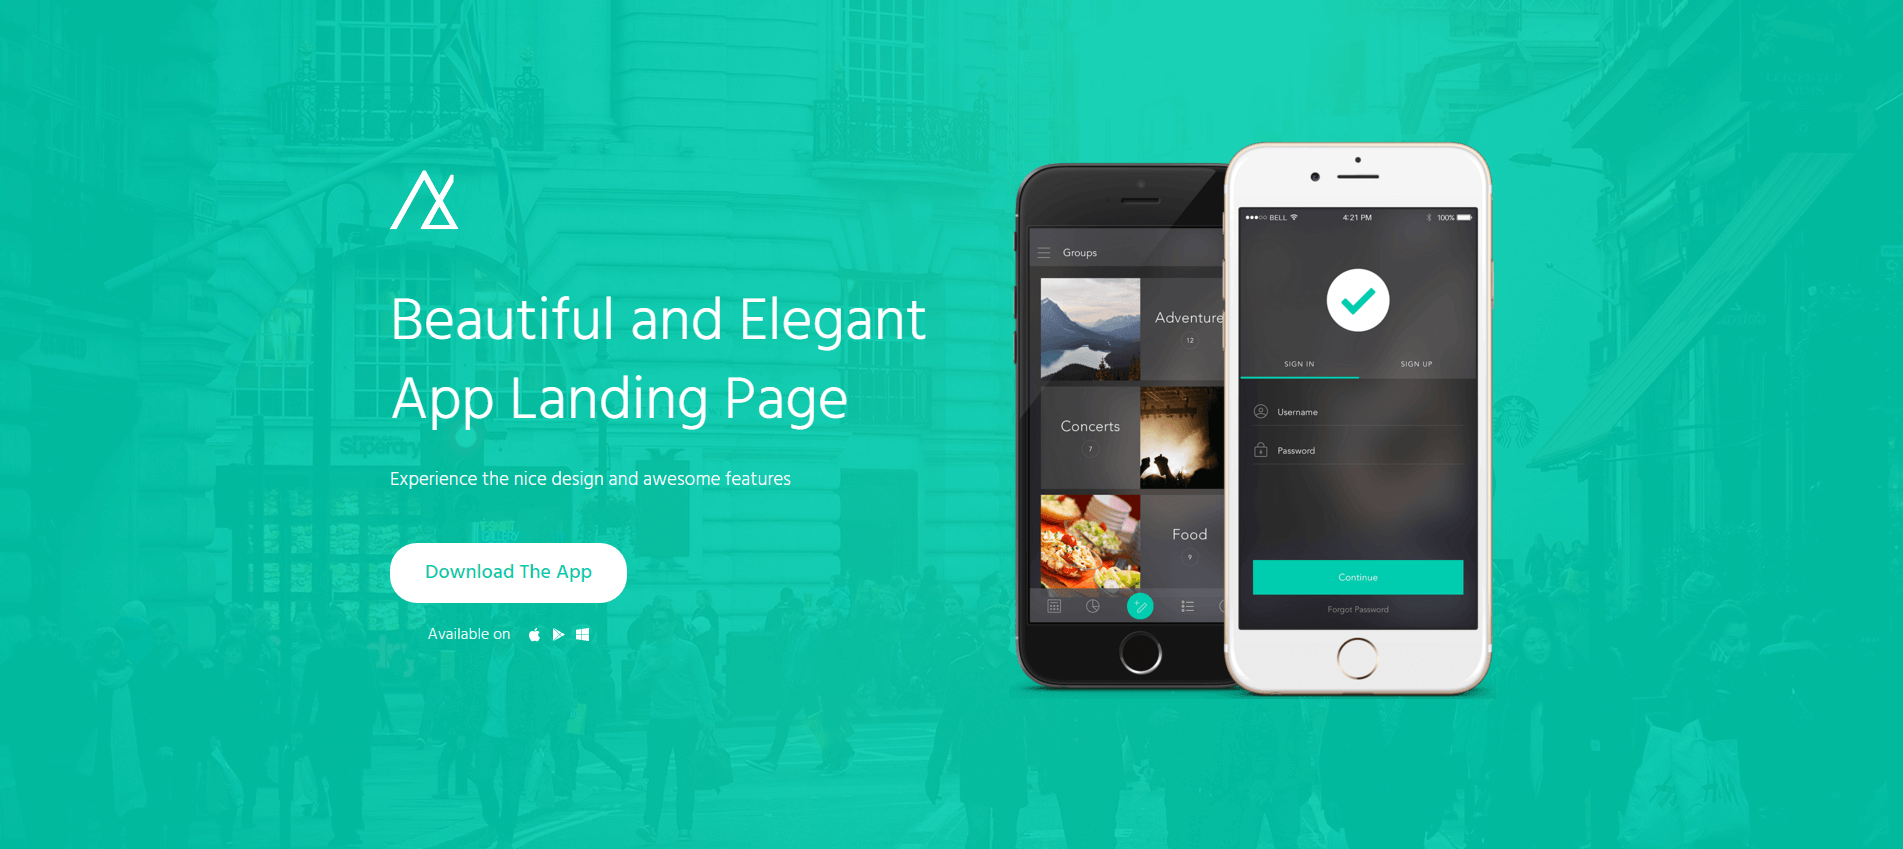 Beautiful and Elegant
App Landing Page
Experience the nice design and awesome features
Download The App
Available on
Groups
Adventure
12
Concerts
7
Food
9
BELL
4:21 PM
100%
SIGN IN
SIGN UP
Username
Password
Continue
Forgot Password
Superdry